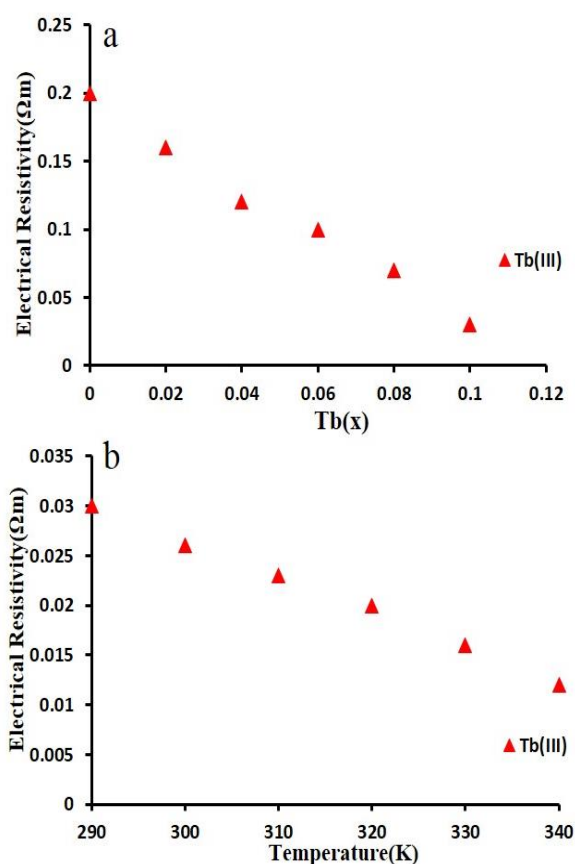 a
Electrical Resistivity(Ωm)
0.25
0.2
0.15
0.1
0.05
0
0 0.02 0.04 0.06 0.08 0.1 0.12
Tb(x)
Tb(III)
b
Electrical Resistivity(Ωm)
0.035
0.03
0.025
0.02
0.015
0.01
0.005
0
290 300 310 320 330 340
Temperature(K)
Tb(III)